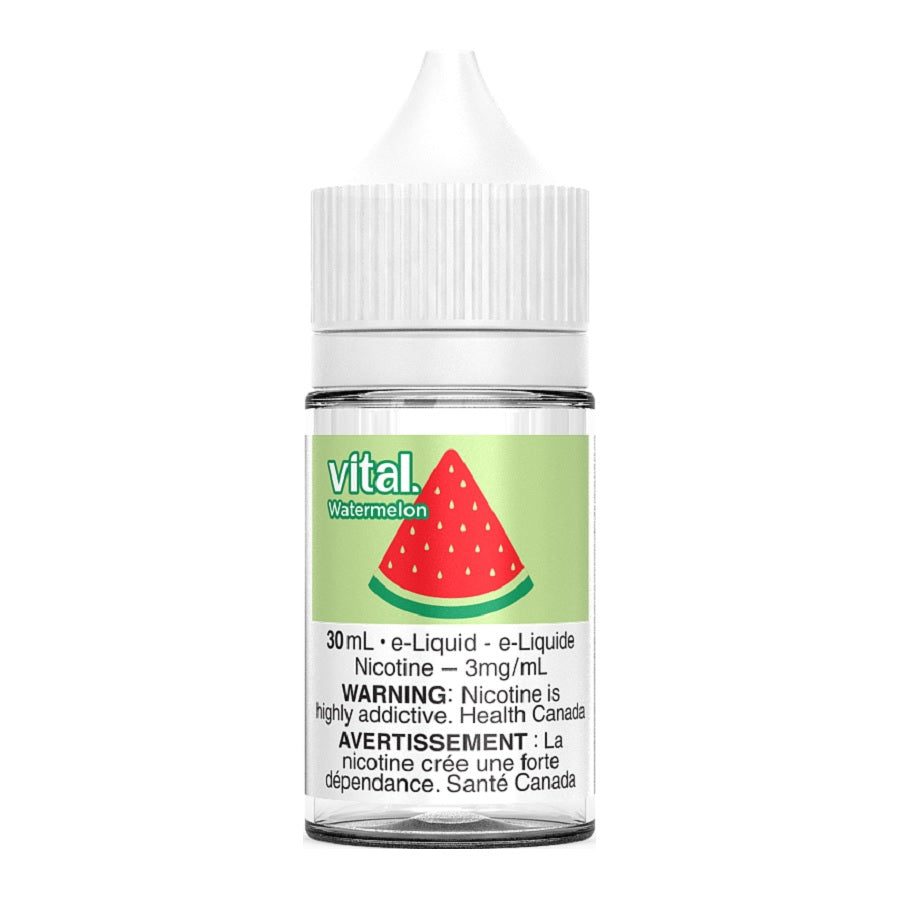 vital.
Watermelon
30 mL • e-Liquid - e-Liquide
Nicotine – 3mg/mL
WARNING: Nicotine is
highly addictive. Health Canada
AVERTISSEMENT : La
nicotine crée une forte
dépendance. Santé Canada